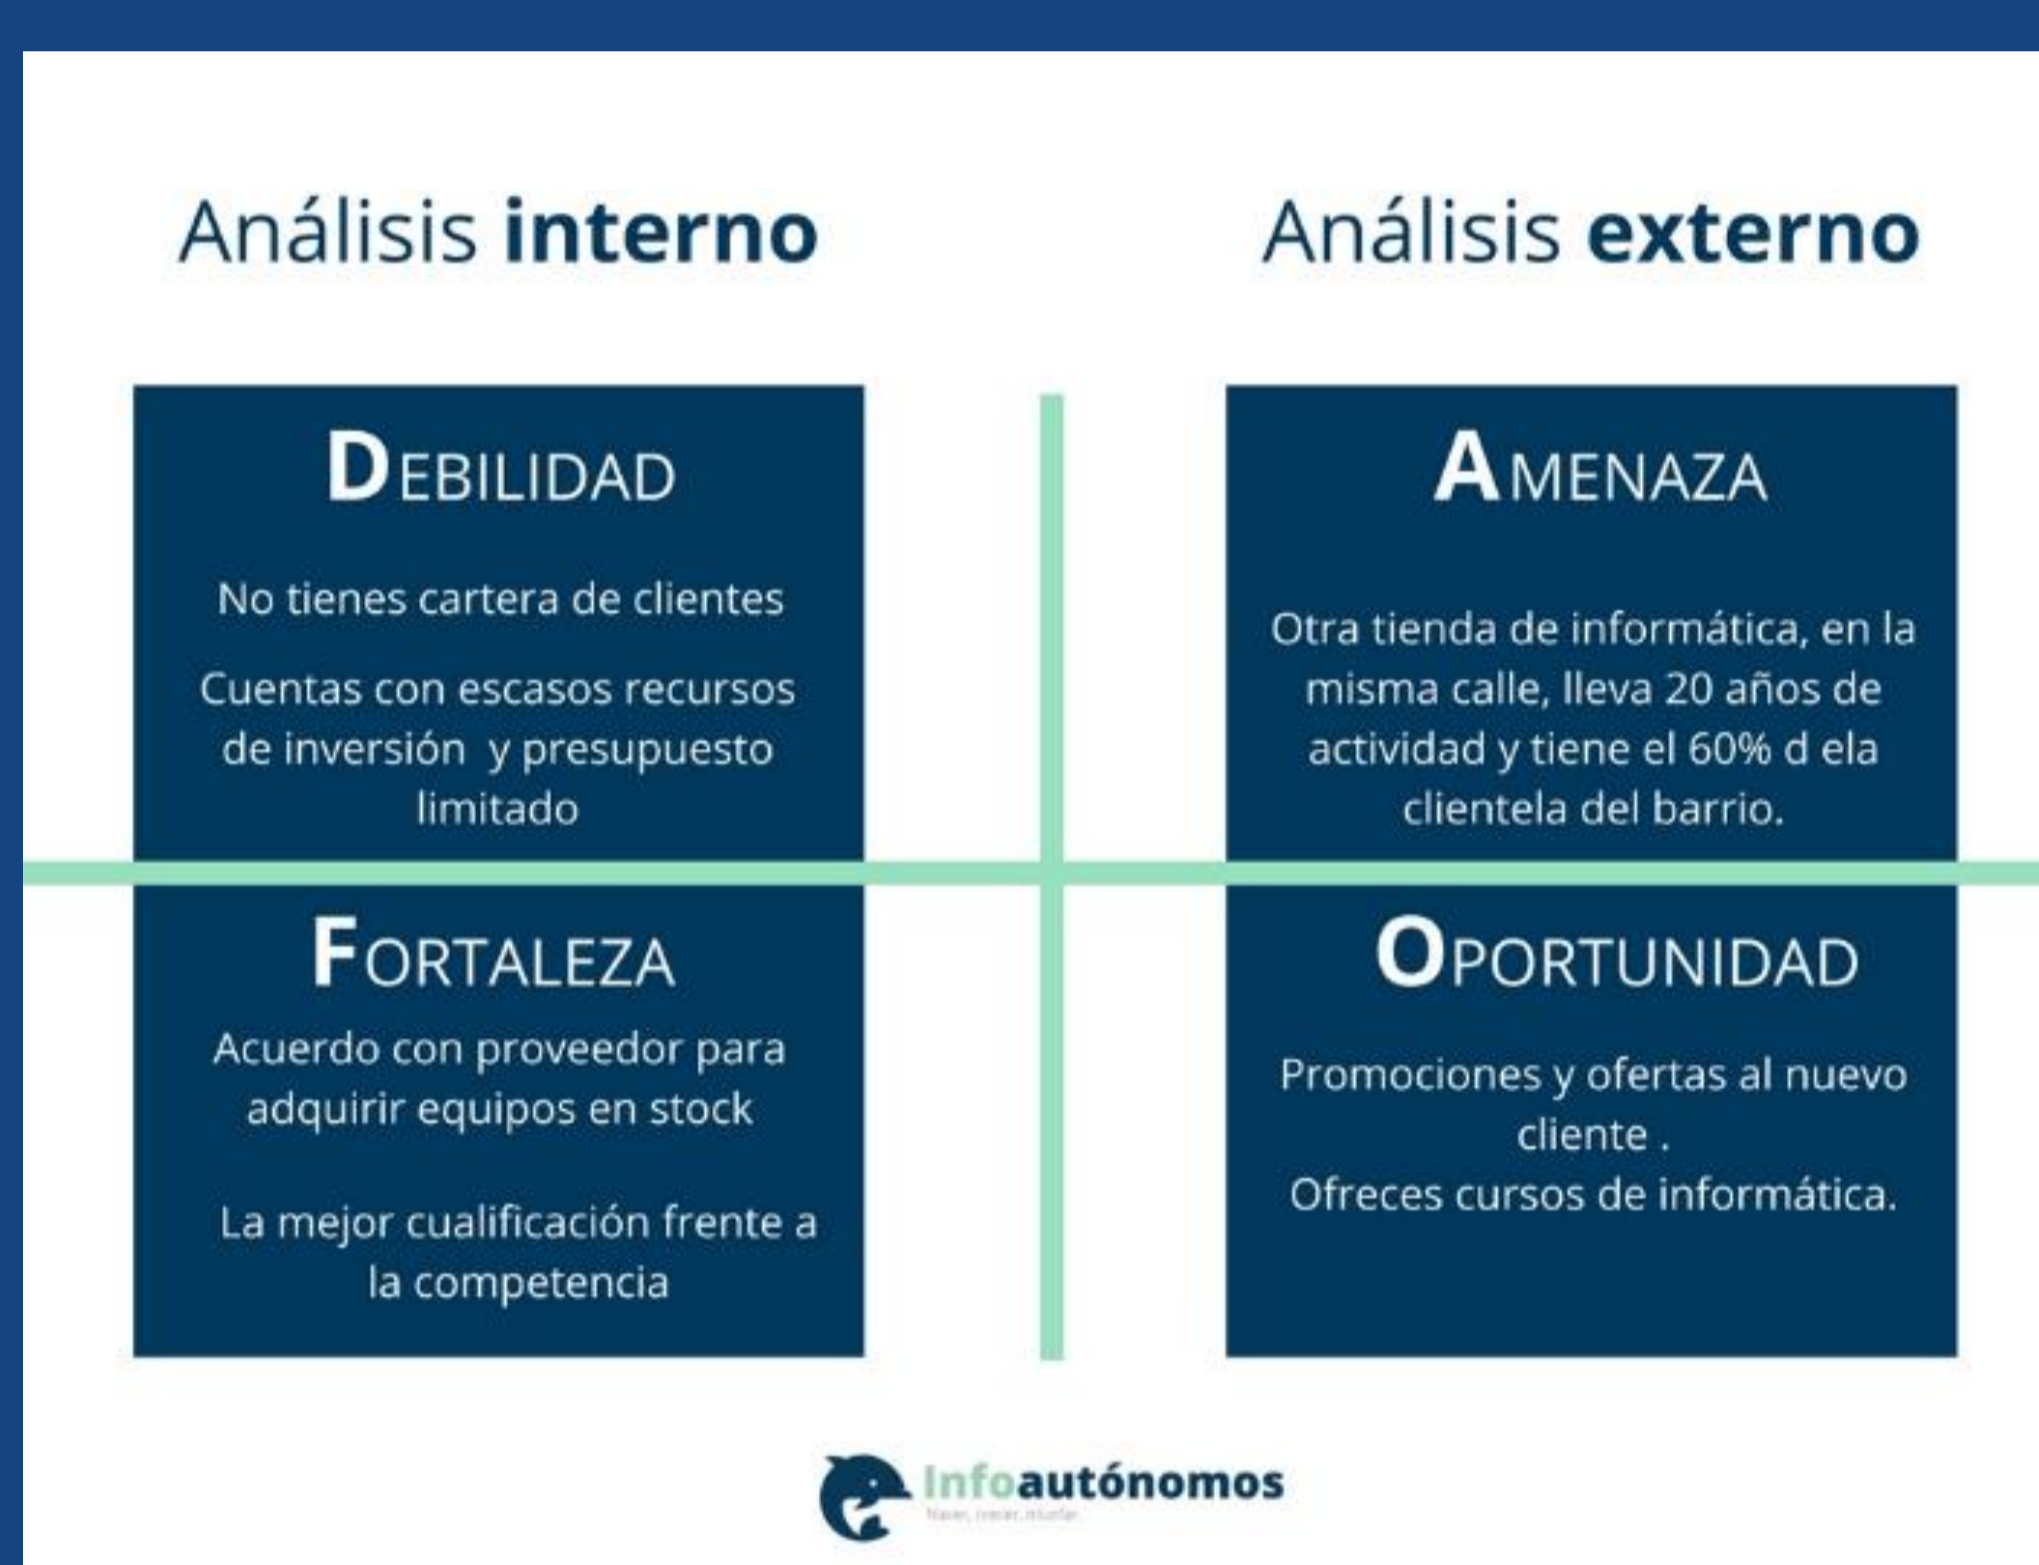 Análisis interno
Análisis externo
DEBILIDAD
No tienes cartera de clientes
Cuentas con escasos recursos
de inversión y presupuesto
limitado
AMENAZA
Otra tienda de informática, en la
misma calle, lleva 20 años de
actividad y tiene el 60% d ela
clientela del barrio.
FORTALEZA
Acuerdo con proveedor para
adquirir equipos en stock
La mejor cualificación frente a
la competencia
OPORTUNIDAD
Promociones y ofertas al nuevo
cliente .
Ofreces cursos de informática.
Infoautónomos